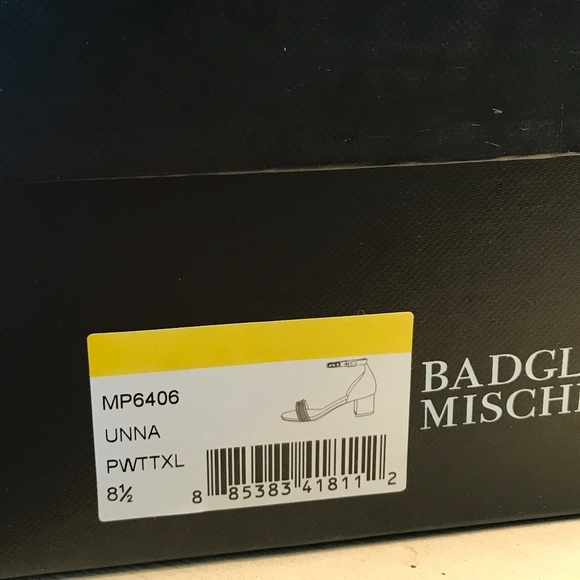 MP6406
UNNA
PWTTXL
8½
8 85383 41811 2
BADGL
MISCH